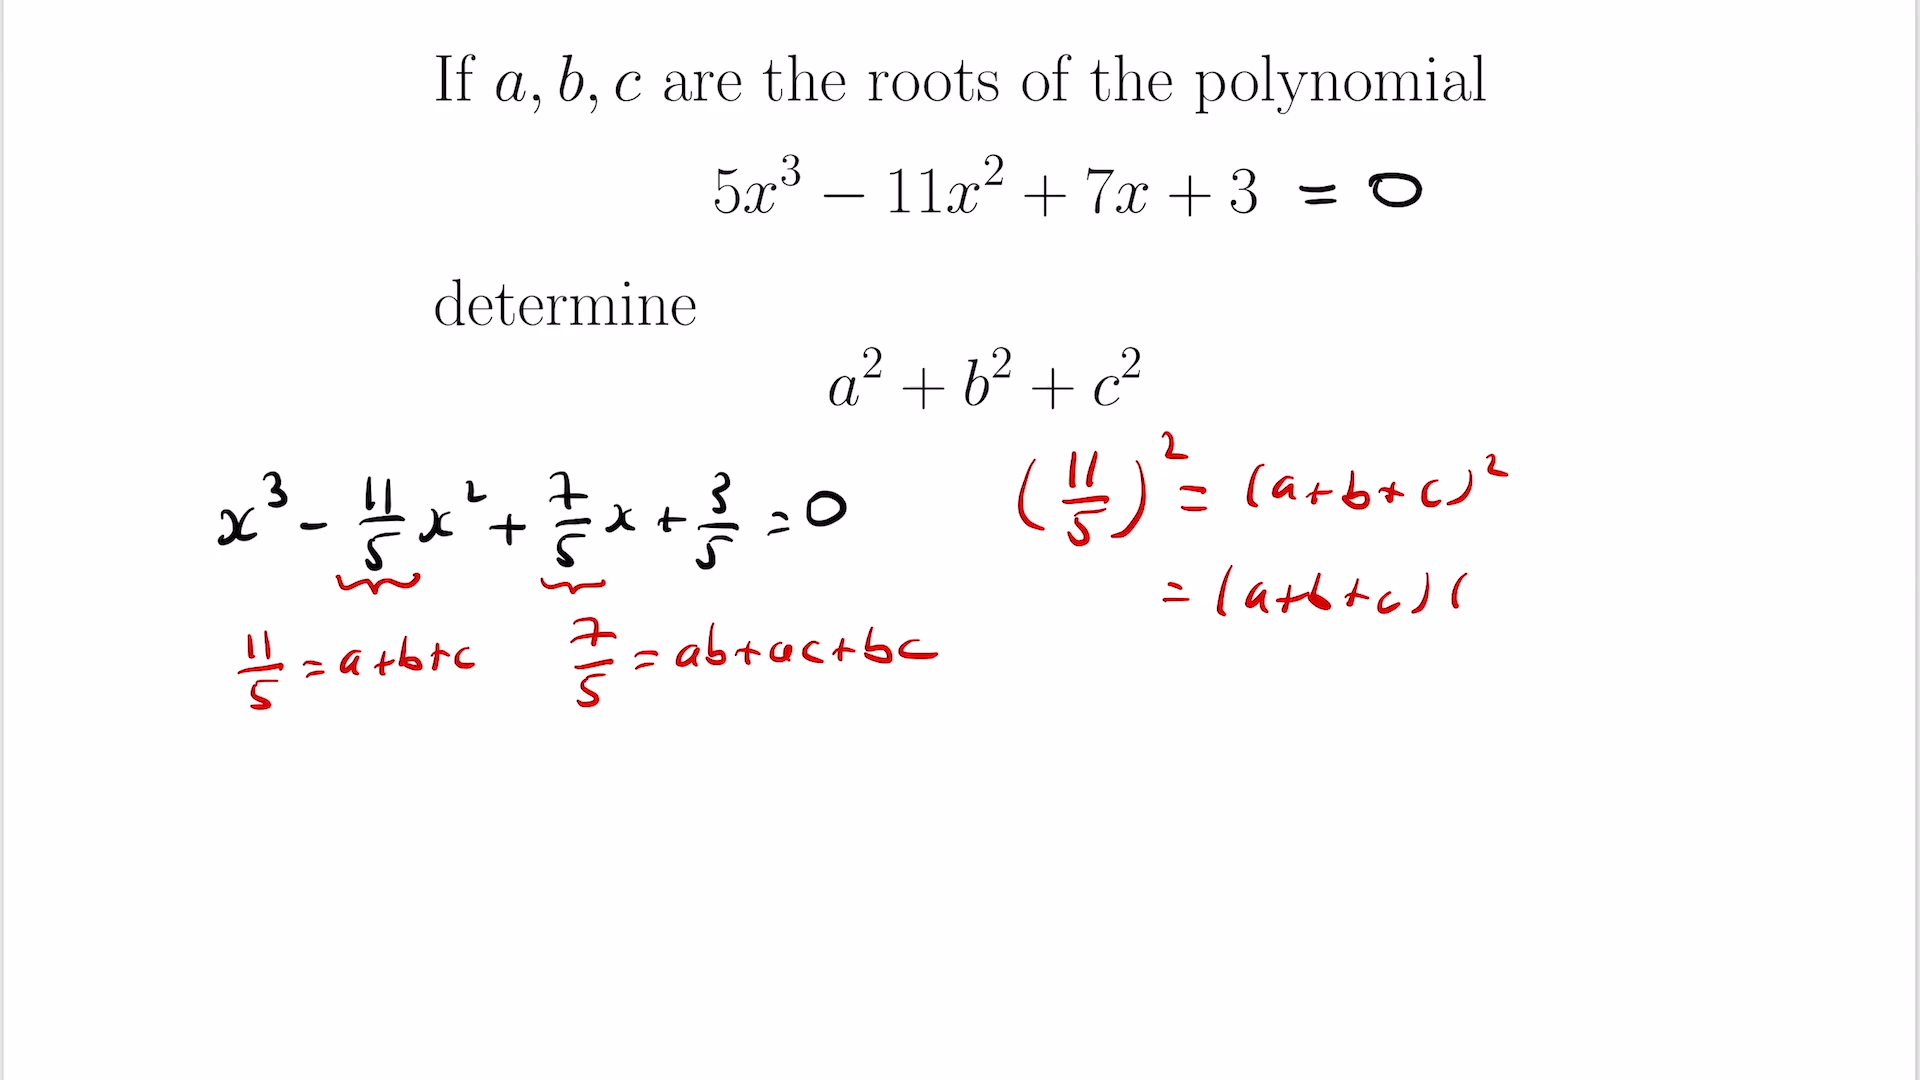 If a, b, c are the roots of the polynomial
5x³ − 11x² + 7x + 3 = 0
determine
a² + b² + c²
x³ − 11/5 x² + 7/5 x + 3/5 = 0
11/5 = a+b+c
7/5 = ab+ac+bc
(11/5)² = (a+b+c)²
= (a+b+c)(